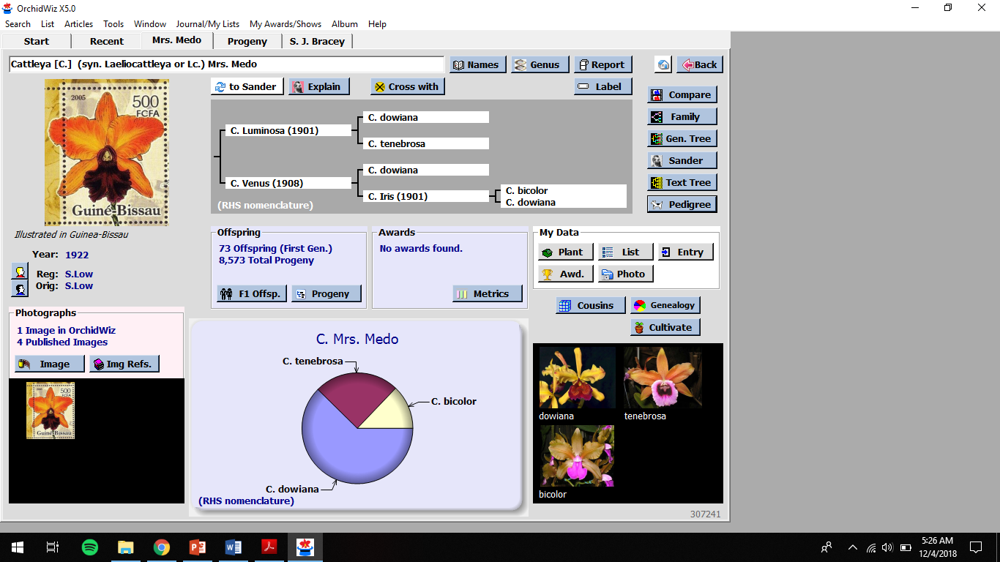 OrchidWiz X5.0
Search List Articles Tools Window Journal/My Lists My Awards/Shows Album Help
Start Recent Mrs. Medo Progeny S. J. Bracey
Cattleya [C.] (syn. Laeliocattleya or Lc.) Mrs. Medo
Names Genus Report Back
to Sander Explain Cross with Label
2005 500 FCFA
Guiné-Bissau
Illustrated in Guinea-Bissau
Year: 1922
Reg: S.Low
Orig: S.Low
C. Luminosa (1901)
C. dowiana
C. tenebrosa
C. Venus (1908)
C. dowiana
C. Iris (1901)
C. bicolor
C. dowiana
(RHS nomenclature)
Compare
Family
Gen. Tree
Sander
Text Tree
Pedigree
Offspring
73 Offspring (First Gen.)
8,573 Total Progeny
F1 Offsp. Progeny
Awards
No awards found.
Metrics
My Data
Plant List Entry
Awd. Photo
Cousins Genealogy
Cultivate
Photographs
1 Image in OrchidWiz
4 Published Images
Image Img Refs.
500
Guiné-Bissau
C. Mrs. Medo
C. tenebrosa
C. bicolor
C. dowiana
(RHS nomenclature)
dowiana tenebrosa
bicolor
307241
5:26 AM
12/4/2018